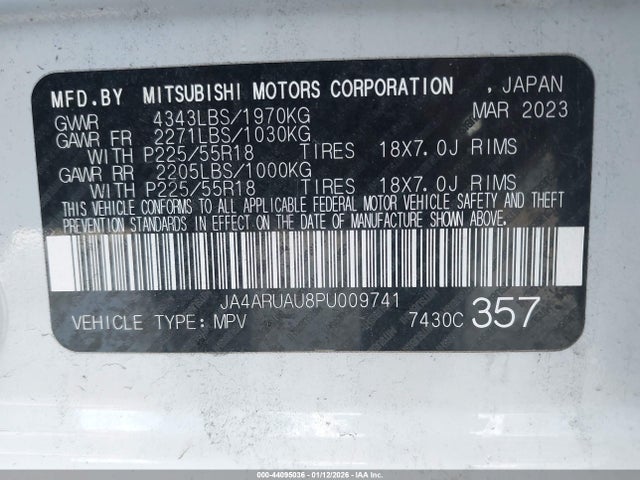 MFD.BY MITSUBISHI MOTORS CORPORATION , JAPAN
GWWR 4343LBS/1970KG MAR 2023
GAWR FR 2271LBS/1030KG
WITH P225/55R18 TIRES 18X7.0J RIMS
GAWR RR 2205LBS/1000KG
WITH P225/55R18 TIRES 18X7.0J RIMS
THIS VEHICLE CONFORMS TO ALL APPLICABLE FEDERAL MOTOR VEHICLE SAFETY AND THEFT
PREVENTION STANDARDS IN EFFECT ON THE DATE OF MANUFACTURE SHOWN ABOVE.
JA4ARUAU8PU009741
VEHICLE TYPE: MPV 7430C 357
000-44095036 - 01/12/2026 - IAAI